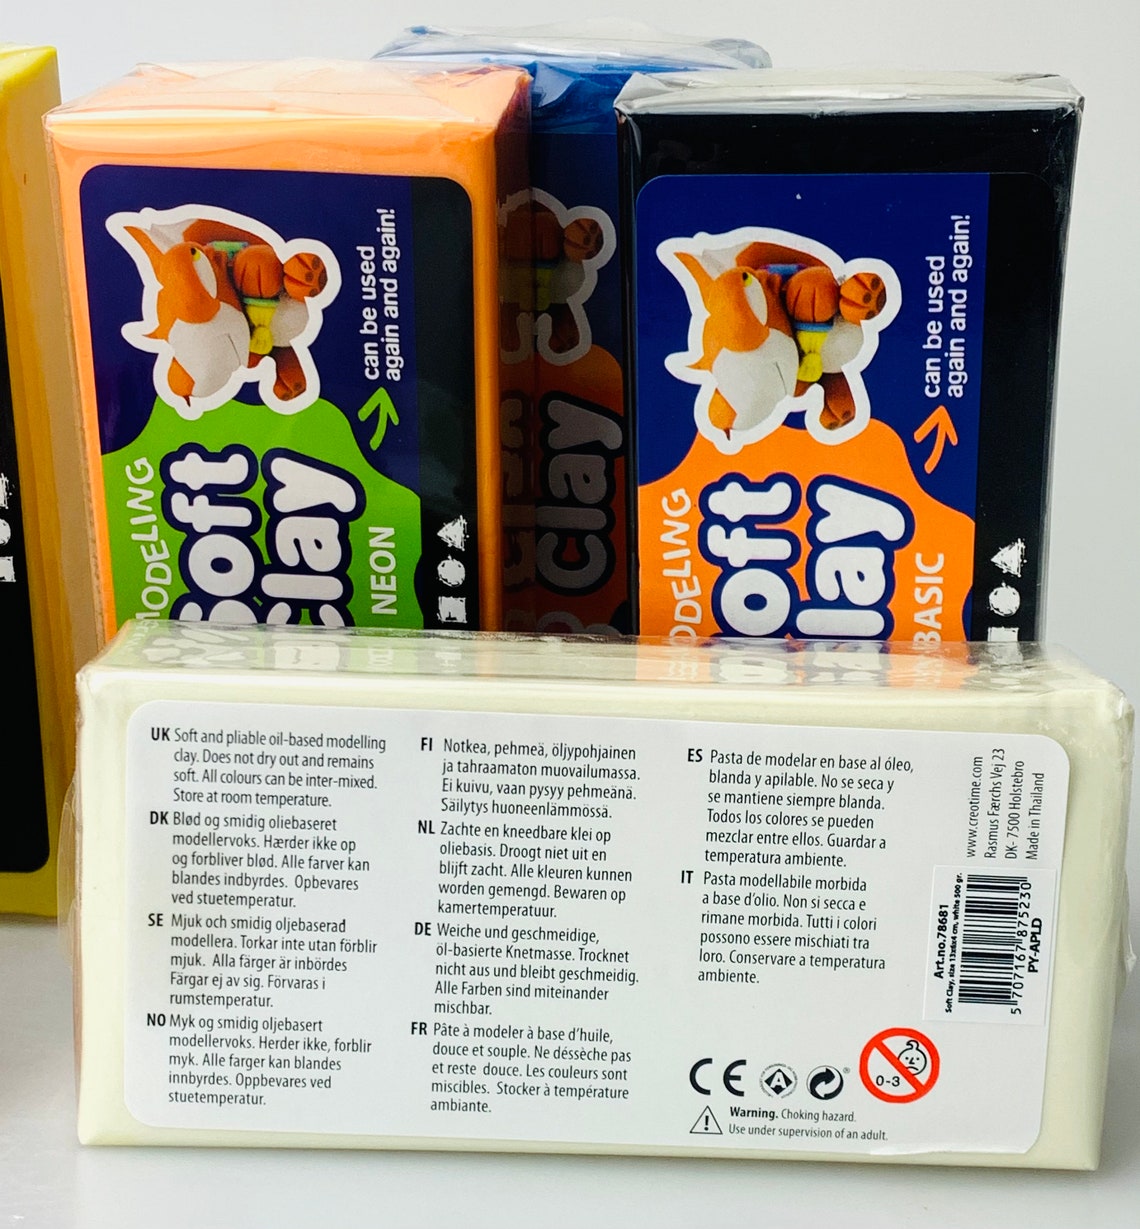 MODELING
Soft
Clay
NEON
can be used
again and again!
Clay
MODELING
Soft
Clay
BASIC
can be used
again and again!
UK Soft and pliable oil-based modelling
clay. Does not dry out and remains
soft. All colours can be inter-mixed.
Store at room temperature.
DK Blød og smidig oliebaseret
modellervoks. Hærder ikke op
og forbliver blød. Alle farver kan
blandes indbyrdes. Opbevares
ved stuetemperatur.
SE Mjuk och smidig oljebaserad
modellera. Torkar inte utan förblir
mjuk. Alla färger är inbördes
Färgar ej av sig. Förvaras i
rumstemperatur.
NO Myk og smidig oljebasert
modellervoks. Herder ikke, forblir
myk. Alle farger kan blandes
innbyrdes. Oppbevares ved
stuetemperatur.
FI Notkea, pehmeä, öljypohjainen
ja tahraamaton muovailumassa.
Ei kuivu, vaan pysyy pehmeänä.
Säilytys huoneenlämmössä.
NL Zachte en kneedbare klei op
oliebasis. Droogt niet uit en
blijft zacht. Alle kleuren kunnen
worden gemengd. Bewaren op
kamertemperatuur.
DE Weiche und geschmeidige,
öl-basierte Knetmasse. Trocknet
nicht aus und bleibt geschmeidig.
Alle Farben sind miteinander
mischbar.
FR Pâte à modeler à base d'huile,
douce et souple. Ne déssèche pas
et reste douce. Les couleurs sont
miscibles. Stocker à température
ambiante.
ES Pasta de modelar en base al óleo,
blanda y apilable. No se seca y
se mantiene siempre blanda.
Todos los colores se pueden
mezclar entre ellos. Guardar a
temperatura ambiente.
IT Pasta modellabile morbida
a base d'olio. Non si secca e
rimane morbida. Tutti i colori
possono essere mischiati tra
loro. Conservare a temperatura
ambiente.
www.creotime.com
Rasmus Færchs Vej 23
DK- 7500 Holstebro
Made in Thailand
Art.no.78681
Soft Clay, size 13x6x4 cm, white 500 gr.
5 707167 875230
PY-APLD
CE
0-3
Warning. Choking hazard.
Use under supervision of an adult.